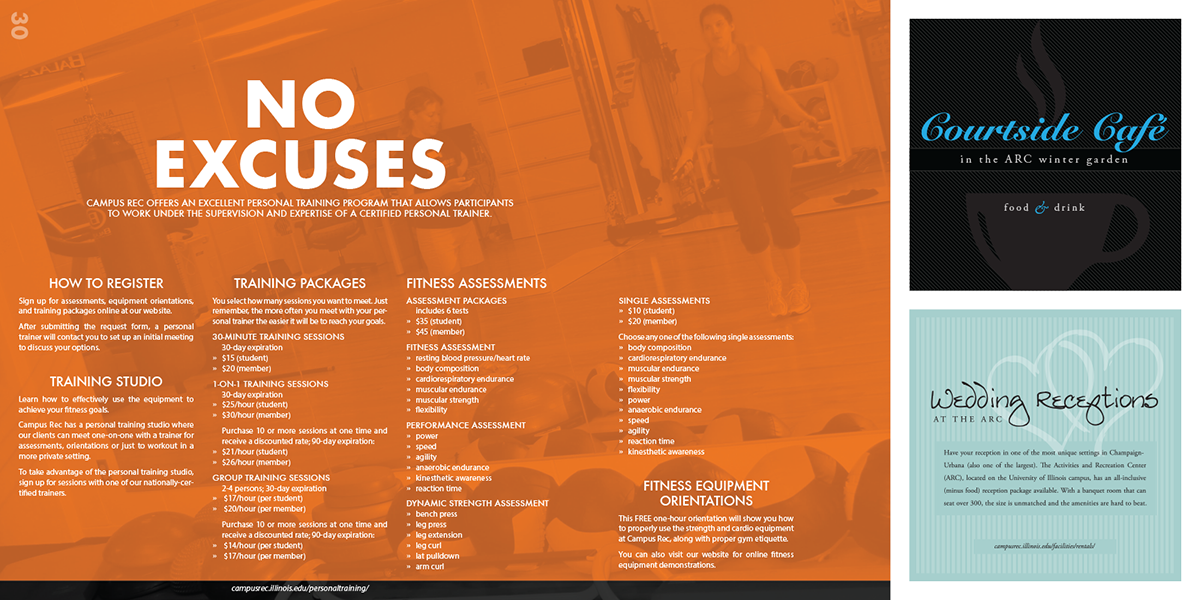 30
NO
EXCUSES
CAMPUS REC OFFERS AN EXCELLENT PERSONAL TRAINING PROGRAM THAT ALLOWS PARTICIPANTS
TO WORK UNDER THE SUPERVISION AND EXPERTISE OF A CERTIFIED PERSONAL TRAINER.
HOW TO REGISTER
Sign up for assessments, equipment orientations,
and training packages online at our website.
After submitting the request form, a personal
trainer will contact you to set up an initial meeting
to discuss your options.
TRAINING STUDIO
Learn how to effectively use the equipment to
achieve your fitness goals.
Campus Rec has a personal training studio where
our clients can meet one-on-one with a trainer for
assessments, orientations or just to workout in a
more private setting.
To take advantage of the personal training studio,
sign up for sessions with one of our nationally-cer-
tified trainers.
TRAINING PACKAGES
You select how many sessions you want to meet. Just
remember, the more often you meet with your per-
sonal trainer the easier it will be to reach your goals.
30-MINUTE TRAINING SESSIONS
30-day expiration
» $15 (student)
» $20 (member)
1-ON-1 TRAINING SESSIONS
30-day expiration
» $25/hour (student)
» $30/hour (member)
Purchase 10 or more sessions at one time and
receive a discounted rate; 90-day expiration:
» $21/hour (student)
» $26/hour (member)
GROUP TRAINING SESSIONS
2-4 persons; 30-day expiration
» $17/hour (per student)
» $20/hour (per member)
Purchase 10 or more sessions at one time and
receive a discounted rate; 90-day expiration:
» $14/hour (per student)
» $17/hour (per member)
FITNESS ASSESSMENTS
ASSESSMENT PACKAGES
includes 6 tests
» $35 (student)
» $45 (member)
FITNESS ASSESSMENT
» resting blood pressure/heart rate
» body composition
» cardiorespiratory endurance
» muscular endurance
» muscular strength
» flexibility
PERFORMANCE ASSESSMENT
» power
» speed
» agility
» anaerobic endurance
» kinesthetic awareness
» reaction time
DYNAMIC STRENGTH ASSESSMENT
» bench press
» leg press
» leg extension
» leg curl
» lat pulldown
» arm curl
SINGLE ASSESSMENTS
» $10 (student)
» $20 (member)
Choose any one of the following single assessments:
» body composition
» cardiorespiratory endurance
» muscular endurance
» muscular strength
» flexibility
» power
» anaerobic endurance
» speed
» agility
» reaction time
» kinesthetic awareness
FITNESS EQUIPMENT
ORIENTATIONS
This FREE one-hour orientation will show you how
to properly use the strength and cardio equipment
at Campus Rec, along with proper gym etiquette.
You can also visit our website for online fitness
equipment demonstrations.
campusrec.illinois.edu/personaltraining/
Courtside Café
in the ARC winter garden
food & drink
Wedding Receptions
AT THE ARC
Have your reception in one of the most unique settings in Champaign-
Urbana (also one of the largest). The Activities and Recreation Center
(ARC), located on the University of Illinois campus, has an all-inclusive
(minus food) reception package available. With a banquet room that can
seat over 300, the size is unmatched and the amenities are hard to beat.
campusrec.illinois.edu/facilities/rentals/